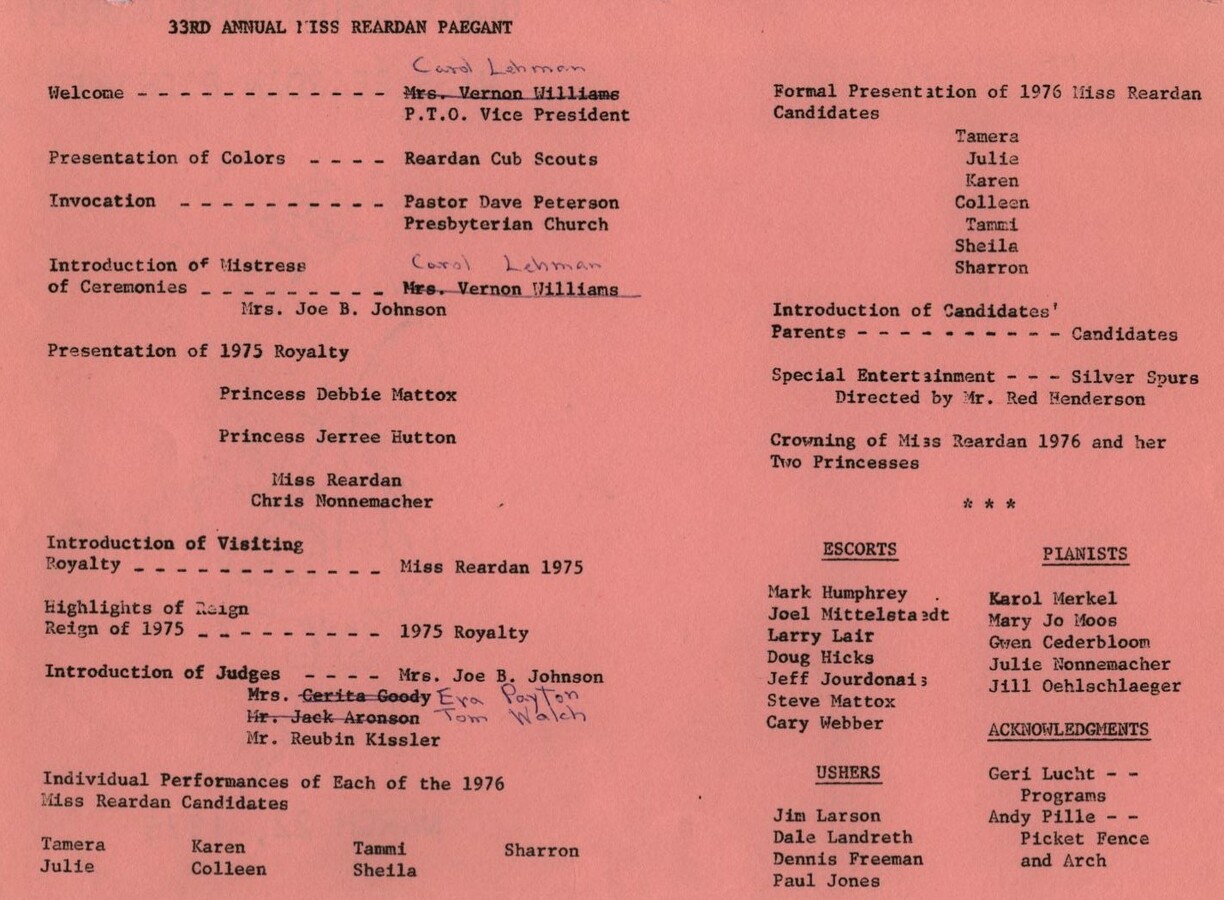 33RD ANNUAL MISS REARDAN PAEGANT
Carol Lehman
Welcome - - - - - - - - - - - - Mrs. Vernon Williams
P.T.O. Vice President
Presentation of Colors - - - - Reardan Cub Scouts
Invocation - - - - - - - - - - Pastor Dave Peterson
Presbyterian Church
Introduction of Mistress Carol Lehman
of Ceremonies - - - - - - - - - Mrs. Vernon Williams
Mrs. Joe B. Johnson
Presentation of 1975 Royalty
Princess Debbie Mattox
Princess Jerree Hutton
Miss Reardan
Chris Nonnemacher
Introduction of Visiting
Royalty - - - - - - - - - - - - Miss Reardan 1975
Highlights of Reign
Reign of 1975 - - - - - - - - - 1975 Royalty
Introduction of Judges - - - - Mrs. Joe B. Johnson
Mrs. Cerita Goody Eva Payton
Mr. Jack Aronson Tom Walch
Mr. Reubin Kissler
Individual Performances of Each of the 1976
Miss Reardan Candidates
Tamera Karen Tammi Sharron
Julie Colleen Sheila
Formal Presentation of 1976 Miss Reardan
Candidates
Tamera
Julie
Karen
Colleen
Tammi
Sheila
Sharron
Introduction of Candidates'
Parents - - - - - - - - - - Candidates
Special Entertainment - - - Silver Spurs
Directed by Mr. Red Henderson
Crowning of Miss Reardan 1976 and her
Two Princesses
* * *
ESCORTS
Mark Humphrey
Joel Mittelstaedt
Larry Lair
Doug Hicks
Jeff Jourdonais
Steve Mattox
Cary Webber
USHERS
Jim Larson
Dale Landreth
Dennis Freeman
Paul Jones
PIANISTS
Karol Merkel
Mary Jo Moos
Gwen Cederbloom
Julie Nonnemacher
Jill Oehlschlaeger
ACKNOWLEDGMENTS
Geri Lucht - -
Programs
Andy Pille - -
Picket Fence
and Arch